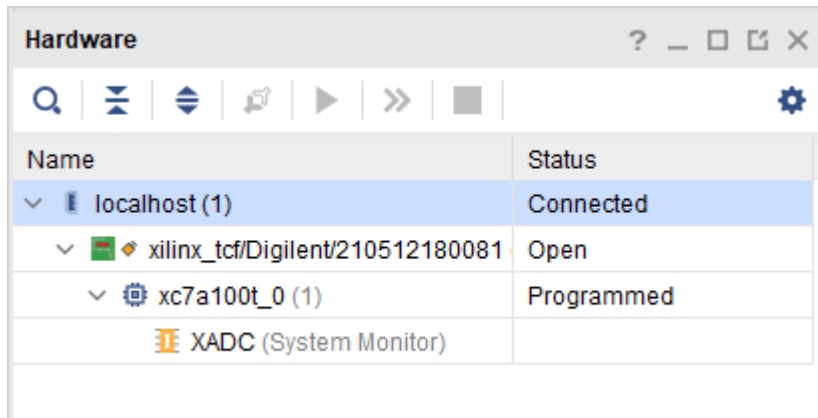 Hardware
Name Status
localhost (1) Connected
xilinx_tcf/Digilent/210512180081 Open
xc7a100t_0 (1) Programmed
XADC (System Monitor)